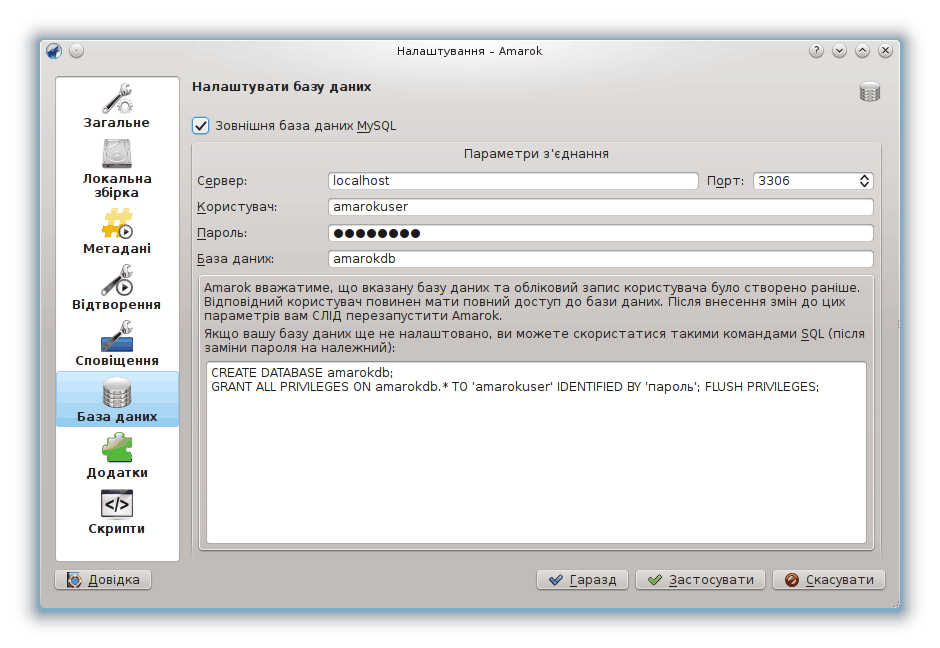 Налаштування – Amarok
Загальне
Локальна
збірка
Метадані
Відтворення
Сповіщення
База даних
Додатки
Скрипти
Налаштувати базу даних
Зовнішня база даних MySQL
Параметри з'єднання
Сервер: localhost Порт: 3306
Користувач: amarokuser
Пароль: ●●●●●●●●
База даних: amarokdb
Amarok вважатиме, що вказану базу даних та обліковий запис користувача було створено раніше.
Відповідний користувач повинен мати повний доступ до бази даних. Після внесення змін до цих
параметрів вам СЛІД перезапустити Amarok.
Якщо вашу базу даних ще не налаштовано, ви можете скористатися такими командами SQL (після
заміни пароля на належний):
CREATE DATABASE amarokdb;
GRANT ALL PRIVILEGES ON amarokdb.* TO 'amarokuser' IDENTIFIED BY 'пароль'; FLUSH PRIVILEGES;
Довідка Гаразд Застосувати Скасувати